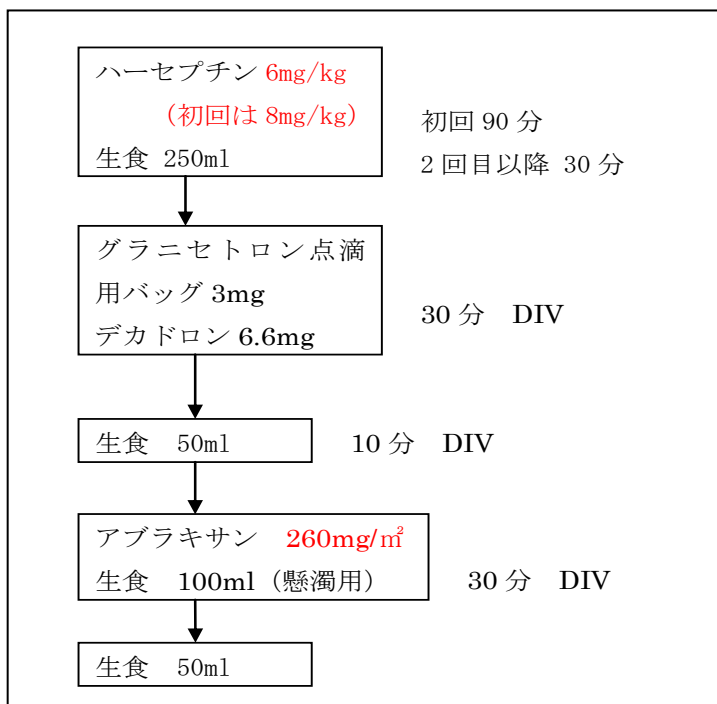 ハーセプチン 6mg/kg
（初回は 8mg/kg）
生食 250ml
初回 90 分
2 回目以降 30 分
グラニセトロン点滴
用バッグ 3mg
デカドロン 6.6mg
30 分 DIV
生食 50ml
10 分 DIV
アブラキサン 260mg/㎡
生食 100ml（懸濁用）
30 分 DIV
生食 50ml